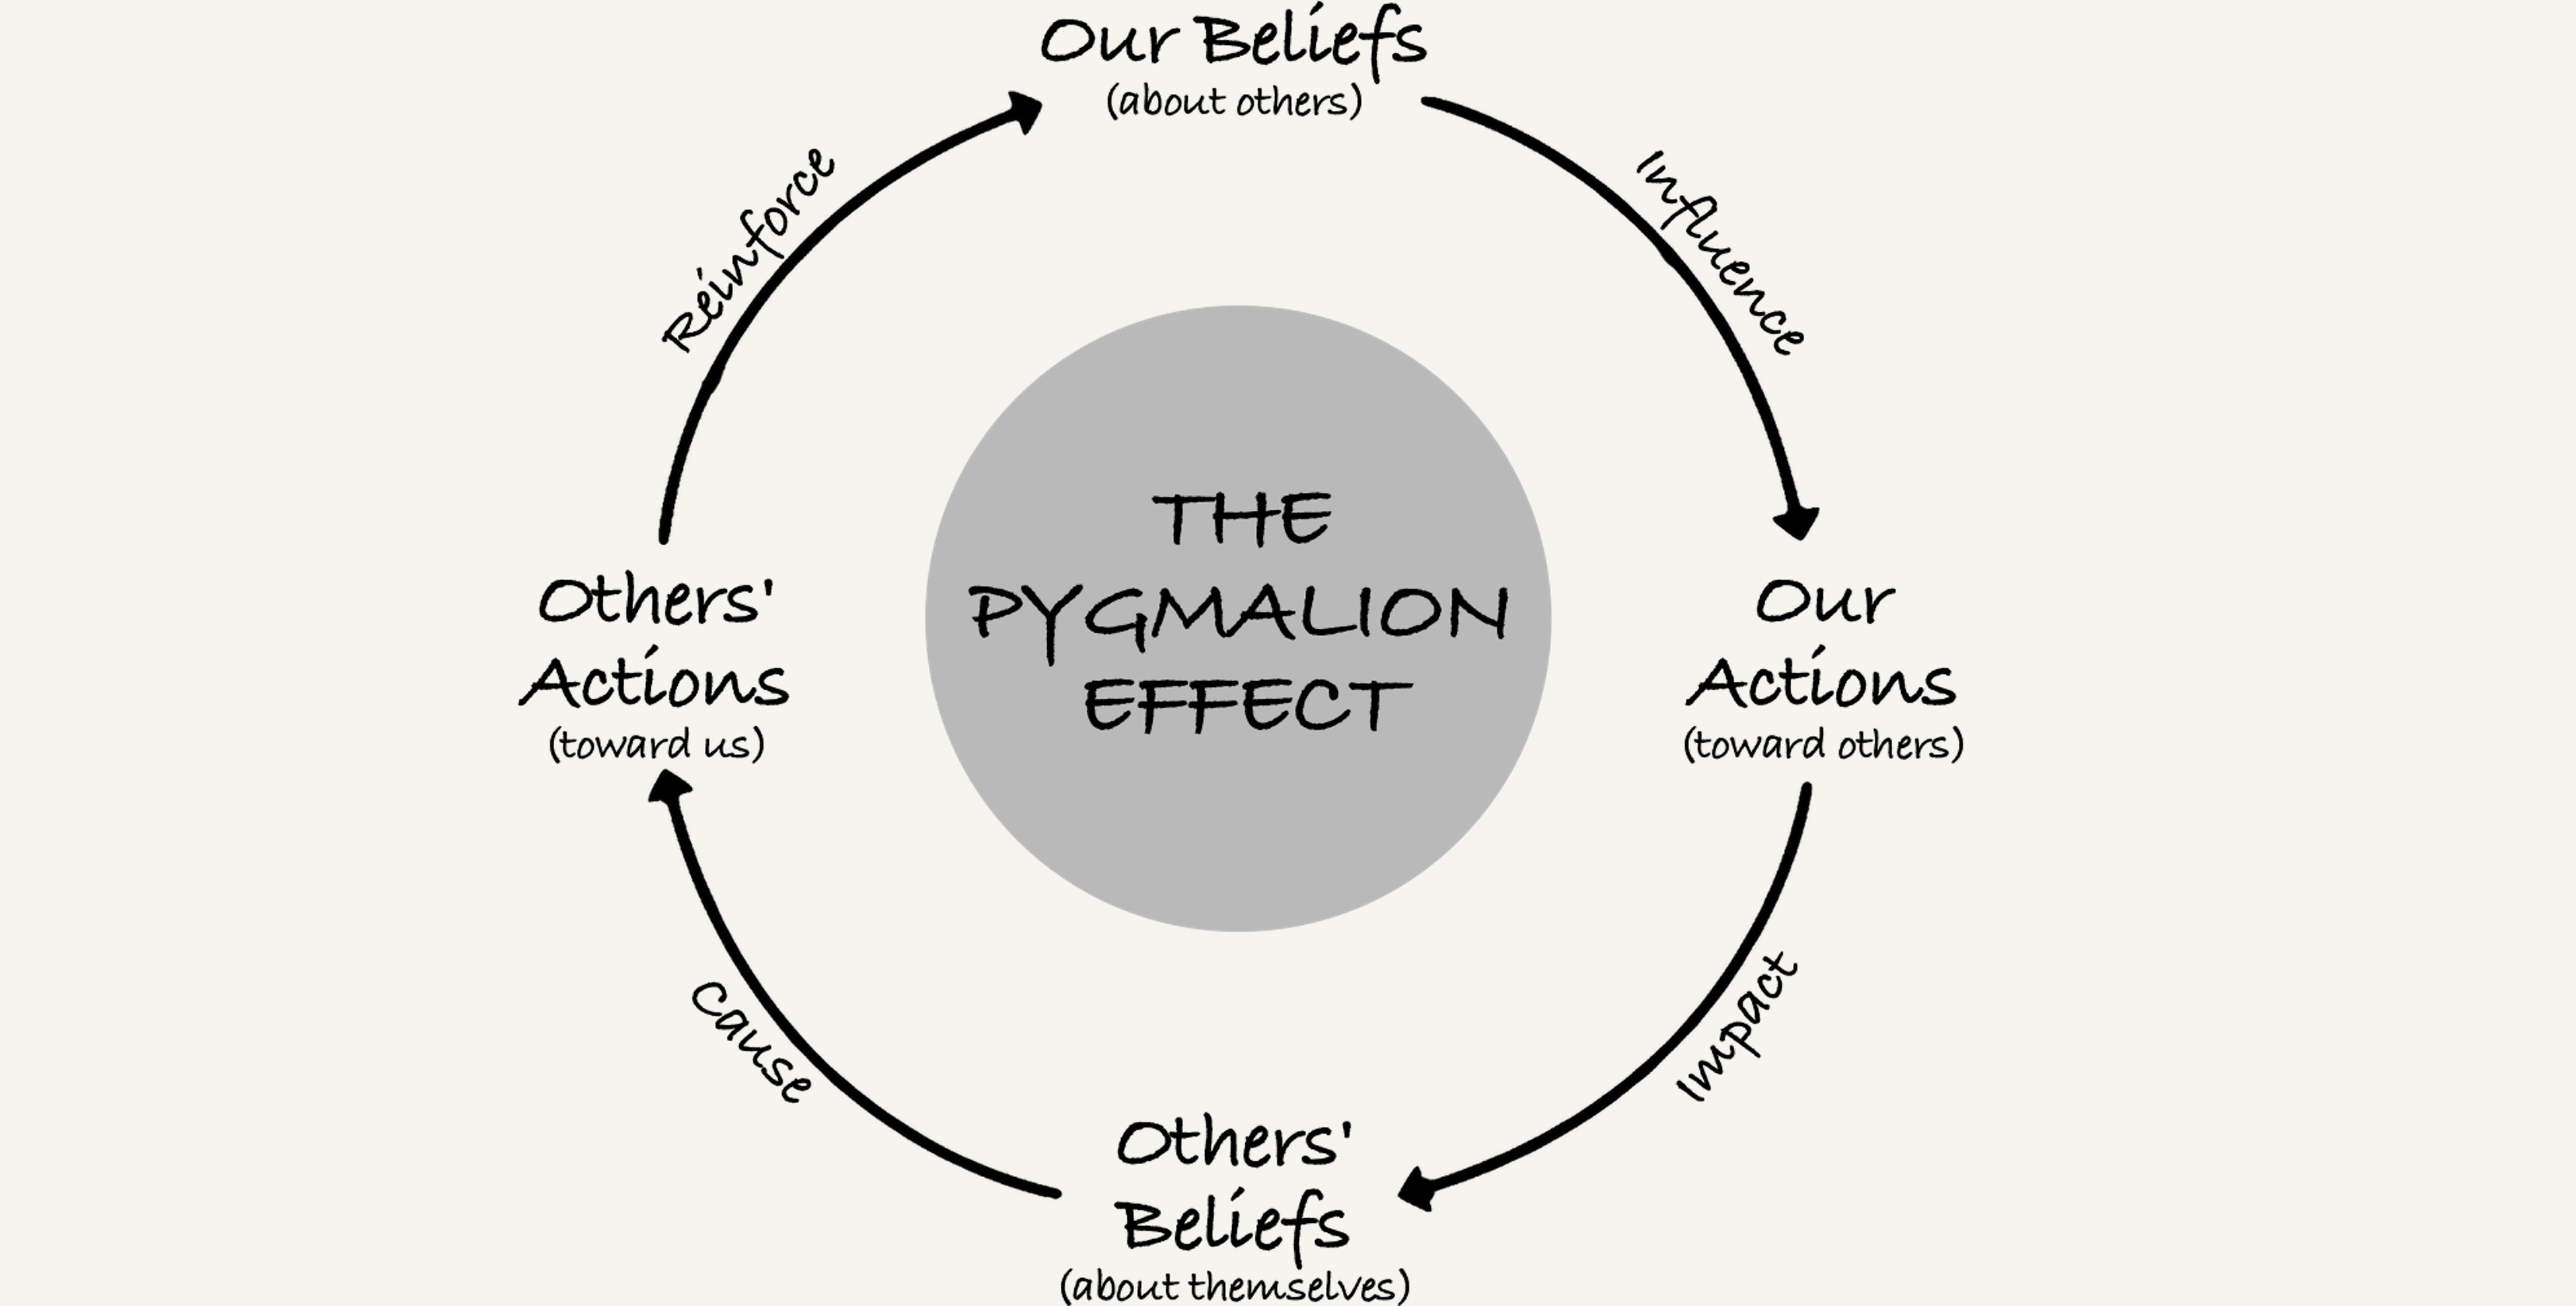 Our Beliefs
(about others)
Influence
Our
Actions
(toward others)
Impact
Others'
Beliefs
(about themselves)
Cause
Others'
Actions
(toward us)
Reinforce
THE
PYGMALION
EFFECT